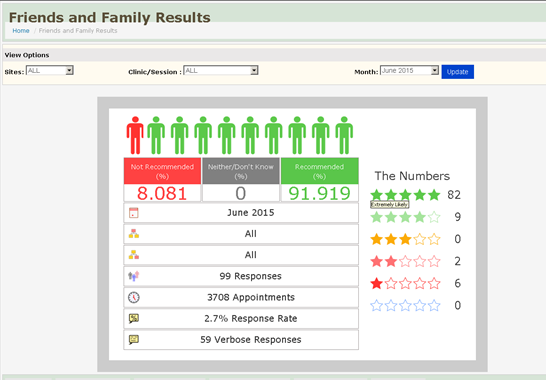 Friends and Family Results
Home / Friends and Family Results
View Options
Sites: ALL Clinic/Session : ALL Month: June 2015 Update
Not Recommended (%) Neither/Don't Know (%) Recommended (%)
8.081 0 91.919
June 2015
All
All
99 Responses
3708 Appointments
2.7% Response Rate
59 Verbose Responses
The Numbers
82
Extremely Likely
9
0
2
6
0